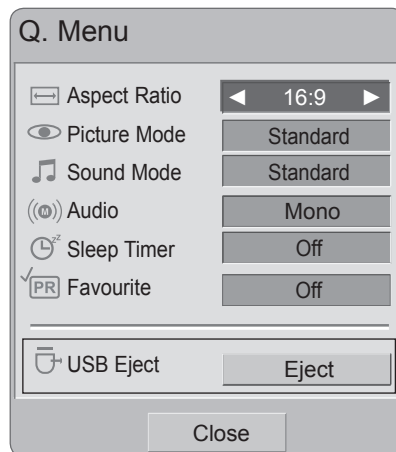 Q. Menu
Aspect Ratio ◀ 16:9 ▶
Picture Mode Standard
Sound Mode Standard
((M)) Audio Mono
zz Sleep Timer Off
PR Favourite Off
USB Eject Eject
Close